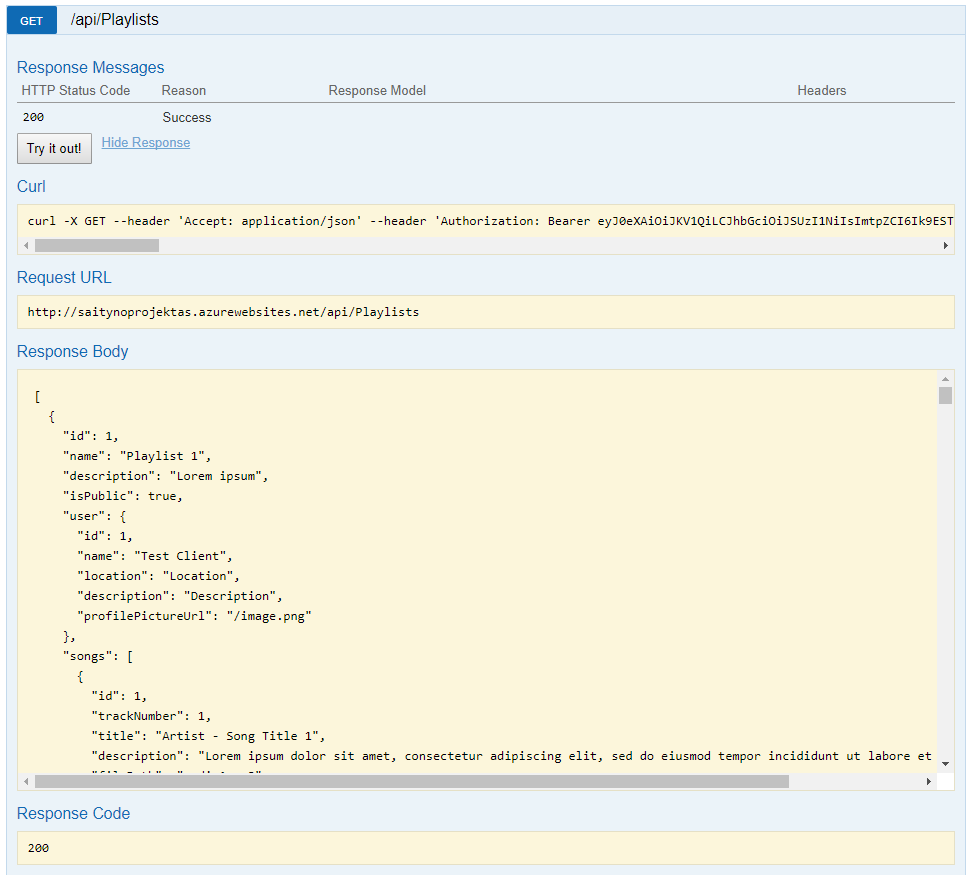 GET /api/Playlists
Response Messages
HTTP Status Code Reason Response Model Headers
200 Success
Try it out! Hide Response
Curl
curl -X GET --header 'Accept: application/json' --header 'Authorization: Bearer eyJ0eXAiOiJKV1QiLCJhbGciOiJSUzI1NiIsImtpZCI6Ik9EST
Request URL
http://saitynoprojektas.azurewebsites.net/api/Playlists
Response Body
[
{
"id": 1,
"name": "Playlist 1",
"description": "Lorem ipsum",
"isPublic": true,
"user": {
"id": 1,
"name": "Test Client",
"location": "Location",
"description": "Description",
"profilePictureUrl": "/image.png"
},
"songs": [
{
"id": 1,
"trackNumber": 1,
"title": "Artist - Song Title 1",
"description": "Lorem ipsum dolor sit amet, consectetur adipiscing elit, sed do eiusmod tempor incididunt ut labore et
Response Code
200